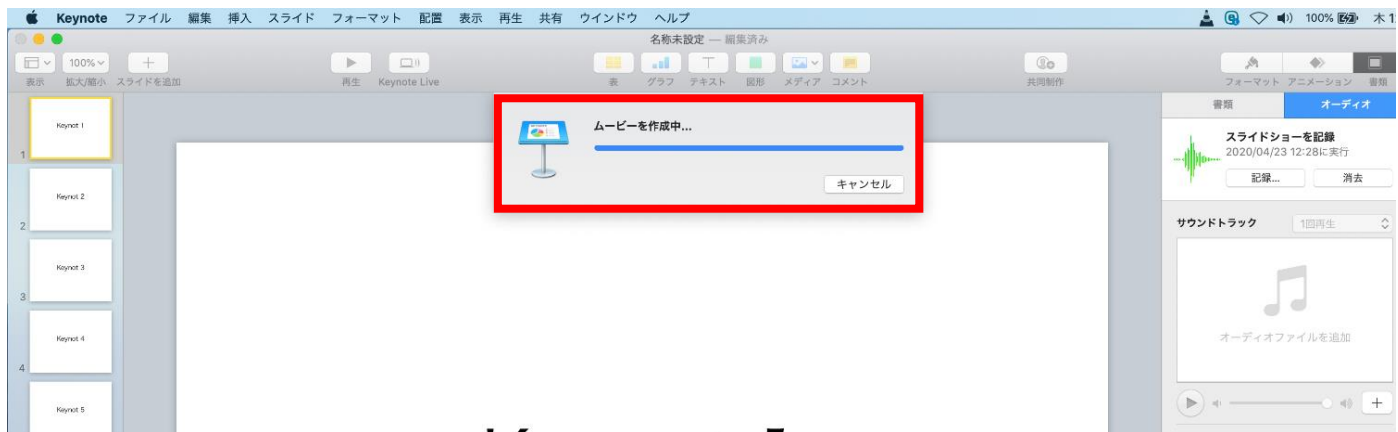 Keynote ファイル 編集 挿入 スライド フォーマット 配置 表示 再生 共有 ウインドウ ヘルプ 100% 木 1
名称未設定 — 編集済み
100%
表示 拡大/縮小 スライドを追加 再生 Keynote Live 表 グラフ テキスト 図形 メディア コメント 共同制作 フォーマット アニメーション 書類
書類 オーディオ
ムービーを作成中...
キャンセル
スライドショーを記録
2020/04/23 12:28に実行
記録... 消去
サウンドトラック 1回再生
オーディオファイルを追加
Keynot 1
1
Keynot 2
2
Keynot 3
3
Keynot 4
4
Keynot 5